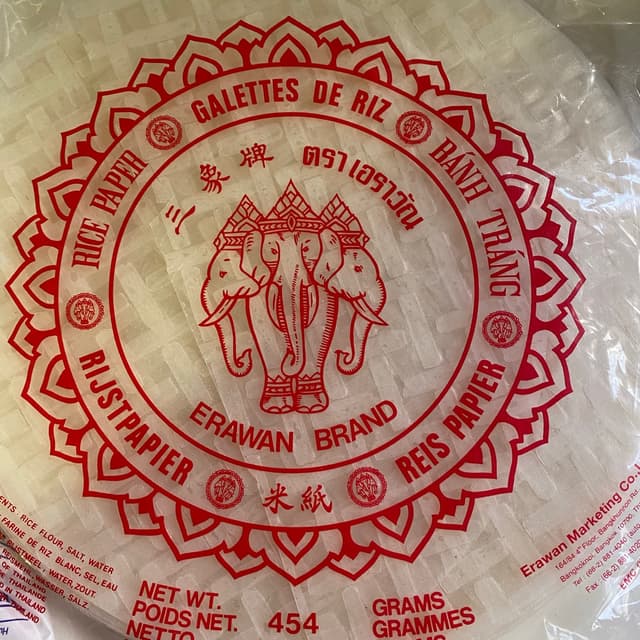 GALETTES DE RIZ
RICE PAPER
BÁNH TRÁNG
三象牌
ตราเอราวัณ
ERAWAN BRAND
RIJSTPAPIER
REIS PAPIER
米紙
RICE FLOUR, SALT, WATER
FARINE DE RIZ BLANC, SEL, EAU
WATER, ZOUT.
WASSER, SALZ.
OF THAILAND
IN THAILAND
NET WT.
POIDS NET.
NETTO
454
GRAMS
GRAMMES
Erawan Marketing Co.